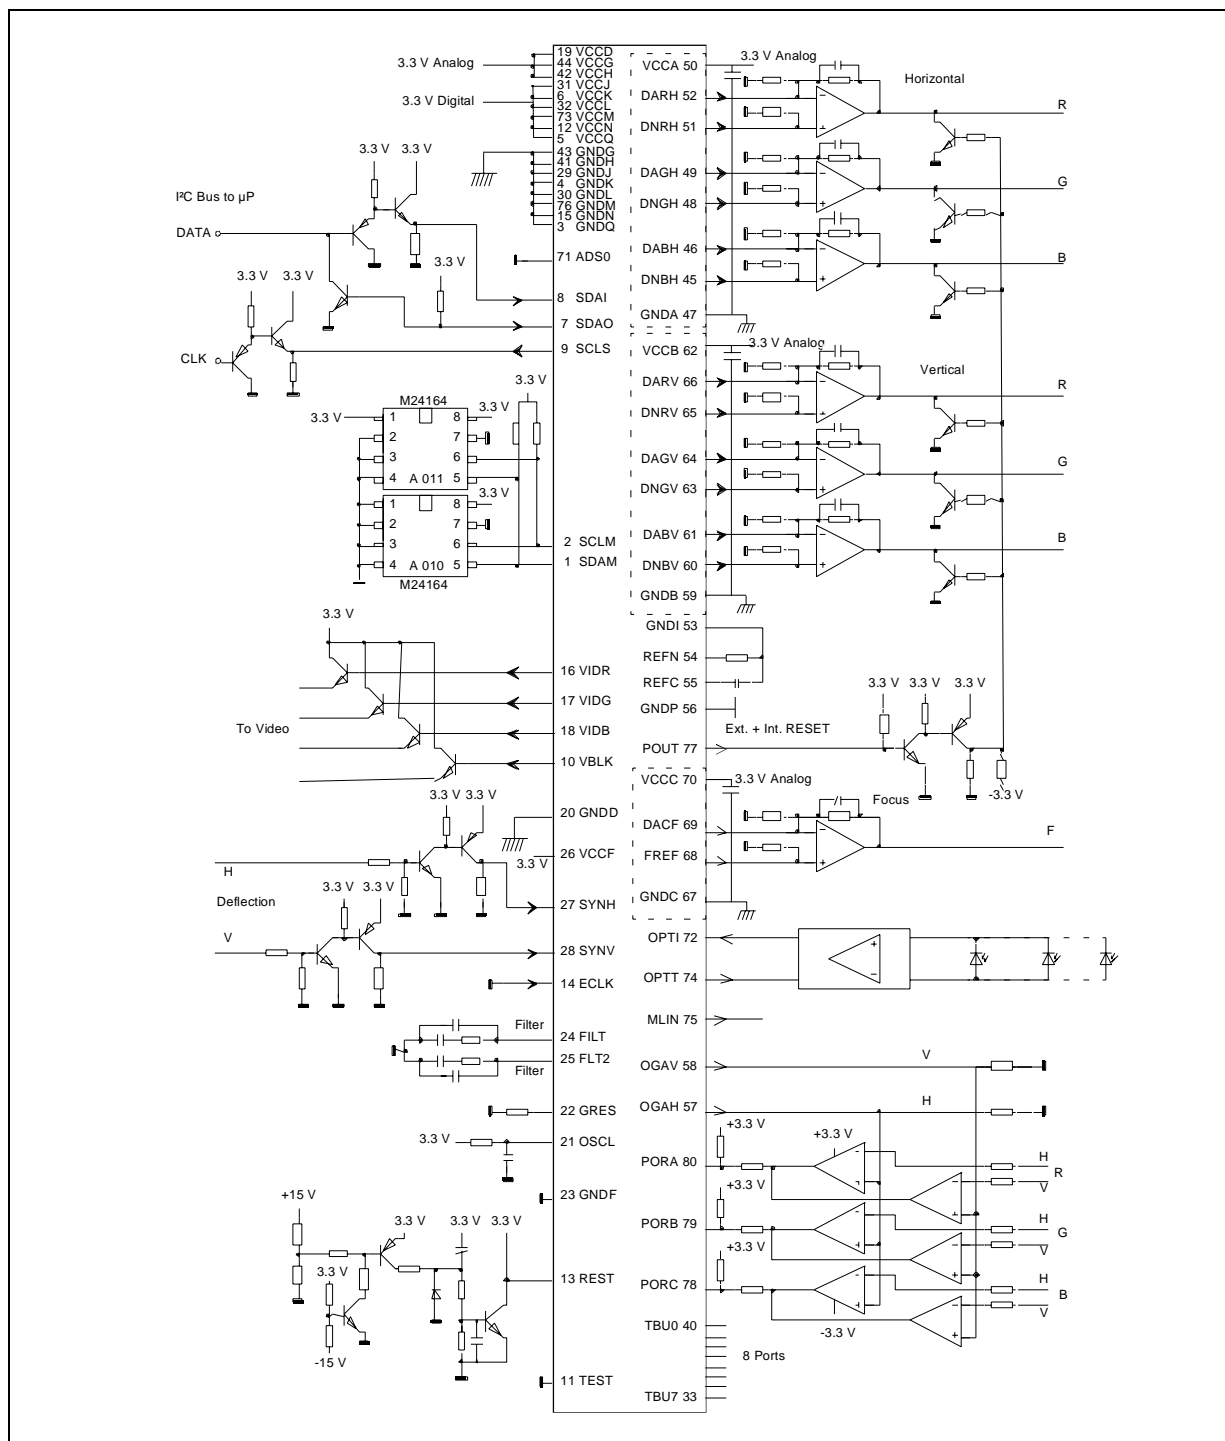 3.3 V Analog
3.3 V Digital
19 VCCD
44 VCCG
42 VCCH
31 VCCJ
6 VCCK
32 VCCL
73 VCCM
12 VCCN
5 VCCQ
43 GNDG
41 GNDH
29 GNDJ
4 GNDK
30 GNDL
76 GNDM
15 GNDN
3 GNDQ
71 ADS0
8 SDAI
7 SDAO
9 SCLS
3.3 V 3.3 V
I²C Bus to µP
DATA
3.3 V
3.3 V 3.3 V
CLK
3.3 V
M24164
3.3 V 1 8 3.3 V
2 7
3 6
4 A 011 5
3.3 V
1 8
2 7
3 6
4 A 010 5
M24164
2 SCLM
1 SDAM
3.3 V
16 VIDR
17 VIDG
To Video
18 VIDB
10 VBLK
3.3 V 3.3 V
20 GNDD
26 VCCF
3.3 V
H
27 SYNH
Deflection
3.3 V 3.3 V
V
28 SYNV
14 ECLK
Filter
24 FILT
25 FLT2
Filter
22 GRES
3.3 V
21 OSCL
23 GNDF
+15 V
3.3 V 3.3 V 3.3 V
3.3 V
13 REST
-15 V
11 TEST
VCCA 50
3.3 V Analog
Horizontal
DARH 52
R
DNRH 51
DAGH 49
G
DNGH 48
DABH 46
B
DNBH 45
GNDA 47
VCCB 62
3.3 V Analog
Vertical
DARV 66
R
DNRV 65
DAGV 64
G
DNGV 63
DABV 61
B
DNBV 60
GNDB 59
GNDI 53
REFN 54
REFC 55
GNDP 56
Ext. + Int. RESET
3.3 V 3.3 V 3.3 V
POUT 77
-3.3 V
VCCC 70
3.3 V Analog
Focus
DACF 69
F
FREF 68
GNDC 67
OPTI 72
OPTT 74
MLIN 75
OGAV 58
V
OGAH 57
H
+3.3 V
+3.3 V
PORA 80
H
R
V
+3.3 V
PORB 79
H
G
V
+3.3 V
PORC 78
H
B
V
-3.3 V
TBU0 40
8 Ports
TBU7 33